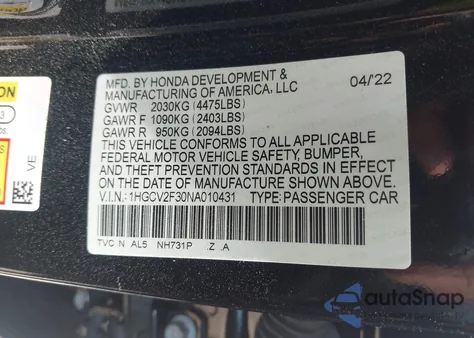 MFD. BY HONDA DEVELOPMENT & 
MANUFACTURING OF AMERICA, LLC 04/'22
GVWR 2030KG (4475LBS)
GAWR F 1090KG (2403LBS)
GAWR R 950KG (2094LBS)
THIS VEHICLE CONFORMS TO ALL APPLICABLE
FEDERAL MOTOR VEHICLE SAFETY, BUMPER,
AND THEFT PREVENTION STANDARDS IN EFFECT
ON THE DATE OF MANUFACTURE SHOWN ABOVE.
V.I.N.: 1HGCV2F30NA010431 TYPE: PASSENGER CAR
TVC N AL5 NH731P Z .A
VE
3
autoSnap